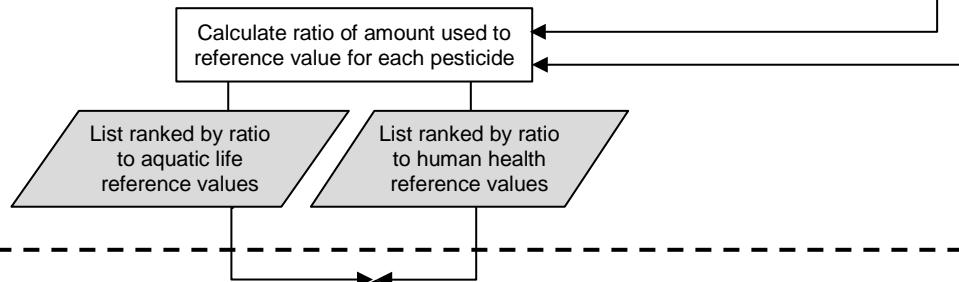 Calculate ratio of amount used to
reference value for each pesticide
List ranked by ratio
to aquatic life
reference values
List ranked by ratio
to human health
reference values